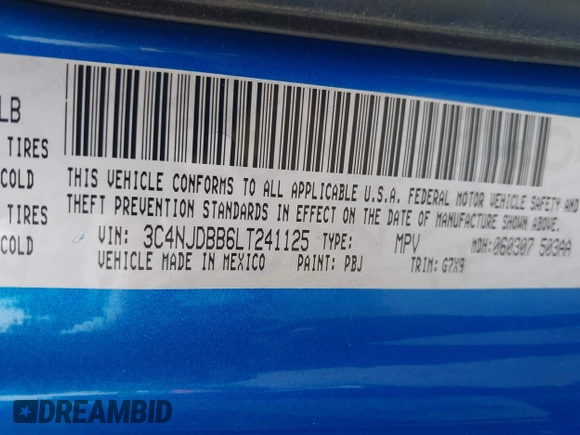 LB
TIRES
COLD
TIRES
COLD
THIS VEHICLE CONFORMS TO ALL APPLICABLE U.S.A. FEDERAL MOTOR VEHICLE SAFETY AND
THEFT PREVENTION STANDARDS IN EFFECT ON THE DATE OF MANUFACTURE SHOWN ABOVE.
VIN: 3C4NJDBB6LT241125 TYPE: MPV MDH: 060307 503AA
VEHICLE MADE IN MEXICO PAINT: PBJ TRIM: G7X9
DREAMBID